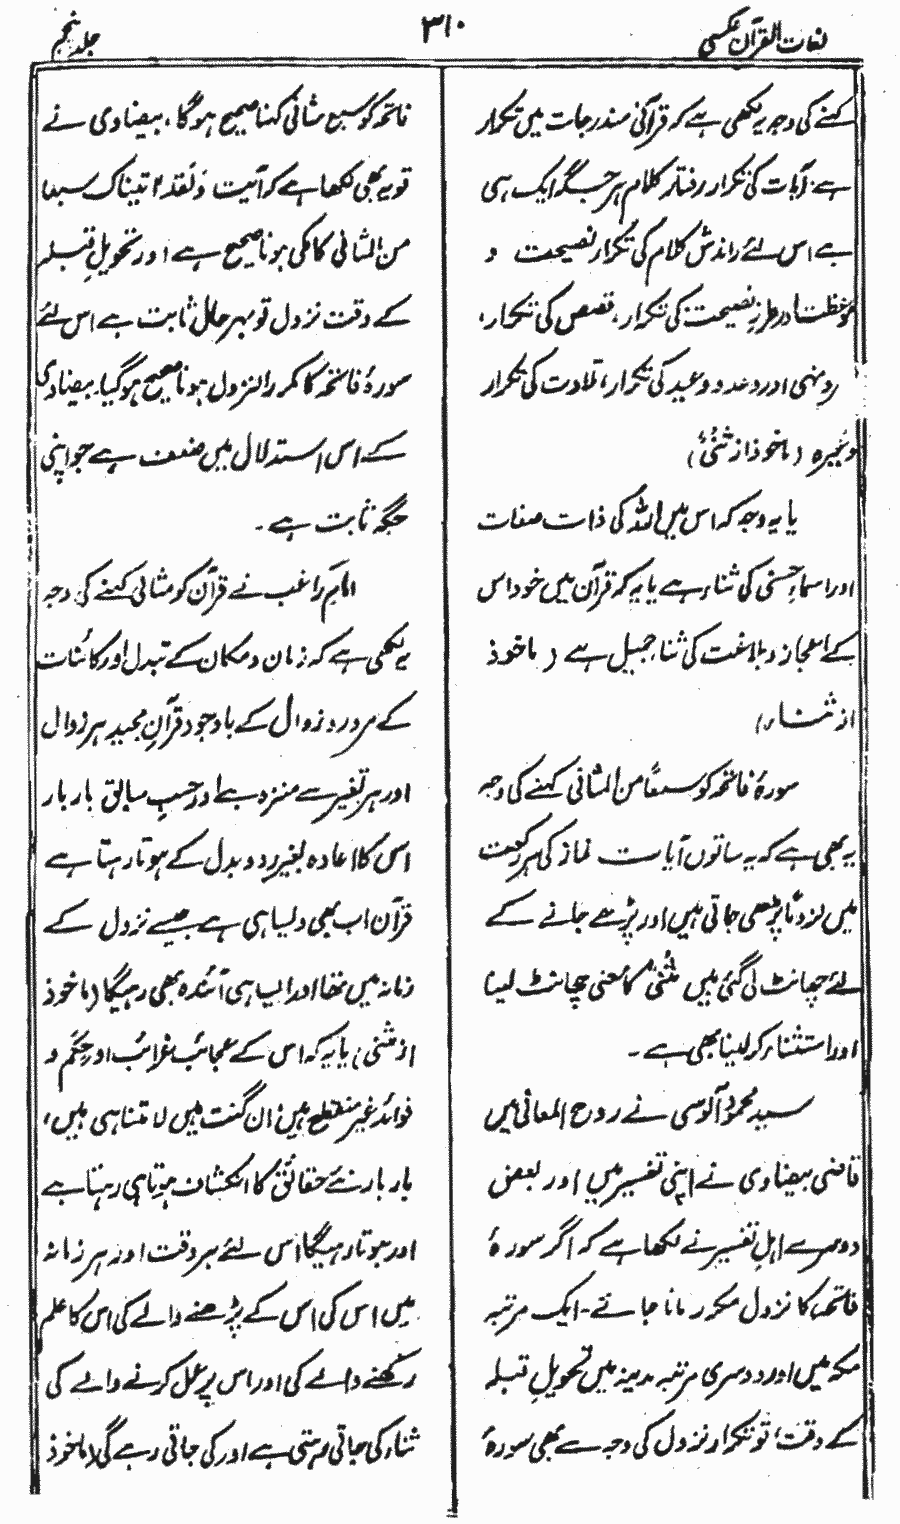 لغات القرآن عکسی
۳۱۰
جلد پنجم
کہنے کی وجہ یہ لکھی ہے کہ قرآنی مندرجات میں تکرار
ہے؛ آیات کی تکرار رفتار کلام ہر جگہ ایک ہی
ہے اس لئے راندش کلام کی تکرار نصیحت و
موعظت اور طرزِ نصیحت کی تکرار، قصص کی تکرار،
ونہی اور وعدہ و وعید کی تکرار، تلاوت کی تکرار
وغیرہ (ماخوذ از ثَنْیٌ)
یا یہ وجہ کہ اس میں اللہ کی ذات صفات
اور اسماءِ حسنی کی ثناء ہے یا یہ کہ قرآن میں خود اس
کے اعجاز و بلاغت کی ثناء جمیل ہے (ماخوذ
از ثناء)
سورۂ فاتحہ کو سبعًا من المثانی کہنے کی وجہ
یہ بھی ہے کہ یہ ساتوں آیات نماز کی ہر رکعت
میں لزومًا پڑھی جاتی ہیں اور پڑھے جانے کے
لئے چھانٹ لی گئی ہیں ثَنْیٌ کا معنی چھانٹ لینا
اور استثناء کر لینا بھی ہے۔
سید محمود آلوسی نے روح المعانی میں
قاضی بیضاوی نے اپنی تفسیر میں اور بعض
دوسرے اہلِ تفسیر نے لکھا ہے کہ اگر سورۂ
فاتحہ کا نزول مکرر مانا جائے۔ ایک مرتبہ
مکہ میں اور دوسری مرتبہ مدینہ میں تحویلِ قبلہ
کے وقت، تو تکرارِ نزول کی وجہ سے بھی سورۂ
فاتحہ کو سبع مثانی کہنا صحیح ہوگا، بیضاوی نے
تو یہ بھی لکھا ہے کہ آیت وَلَقَدْ اٰتَیْنٰکَ سبعا
من المثانی کا مکی ہونا صحیح ہے اور تحویلِ قبلہ
کے وقت نزول تو بہر حال ثابت ہے اس لئے
سورۂ فاتحہ کا مکرر النزول ہونا صحیح ہوگیا۔ بیضاوی
کے اس استدلال میں ضعف ہے جو اپنی
جگہ ثابت ہے۔
امام راغب نے قرآن کو مثانی کہنے کی وجہ
یہ لکھی ہے کہ زمان و مکان کے تبدل اور کائنات
کے مرور و زوال کے باوجود قرآنِ مجید ہر زوال
اور ہر تغیر سے منزہ ہے اور حسبِ سابق بار بار
اس کا اعادہ بغیر رد و بدل کے ہوتا رہتا ہے
قرآن اب بھی ویسا ہی ہے جیسے نزول کے
زمانہ میں تھا اور ایسا ہی آئندہ بھی رہیگا (ماخوذ
از ثَنْی) یا یہ کہ اس کے عجائب غرائب اور حِکَم و
فوائد غیر منقطع ہیں؛ ان گنت ہیں لا متناہی ہیں،
بار بار نئے حقائق کا انکشاف ہوتا ہی رہتا ہے
اور ہوتا رہیگا اس لئے ہر وقت اور ہر زمانہ
میں اس کی اس کے پڑھنے والے کی اس کا علم
رکھنے والے کی اور اس پر عمل کرنے والے کی
ثناء کی جاتی رہتی ہے اور کی جاتی رہے گی (ماخوذ